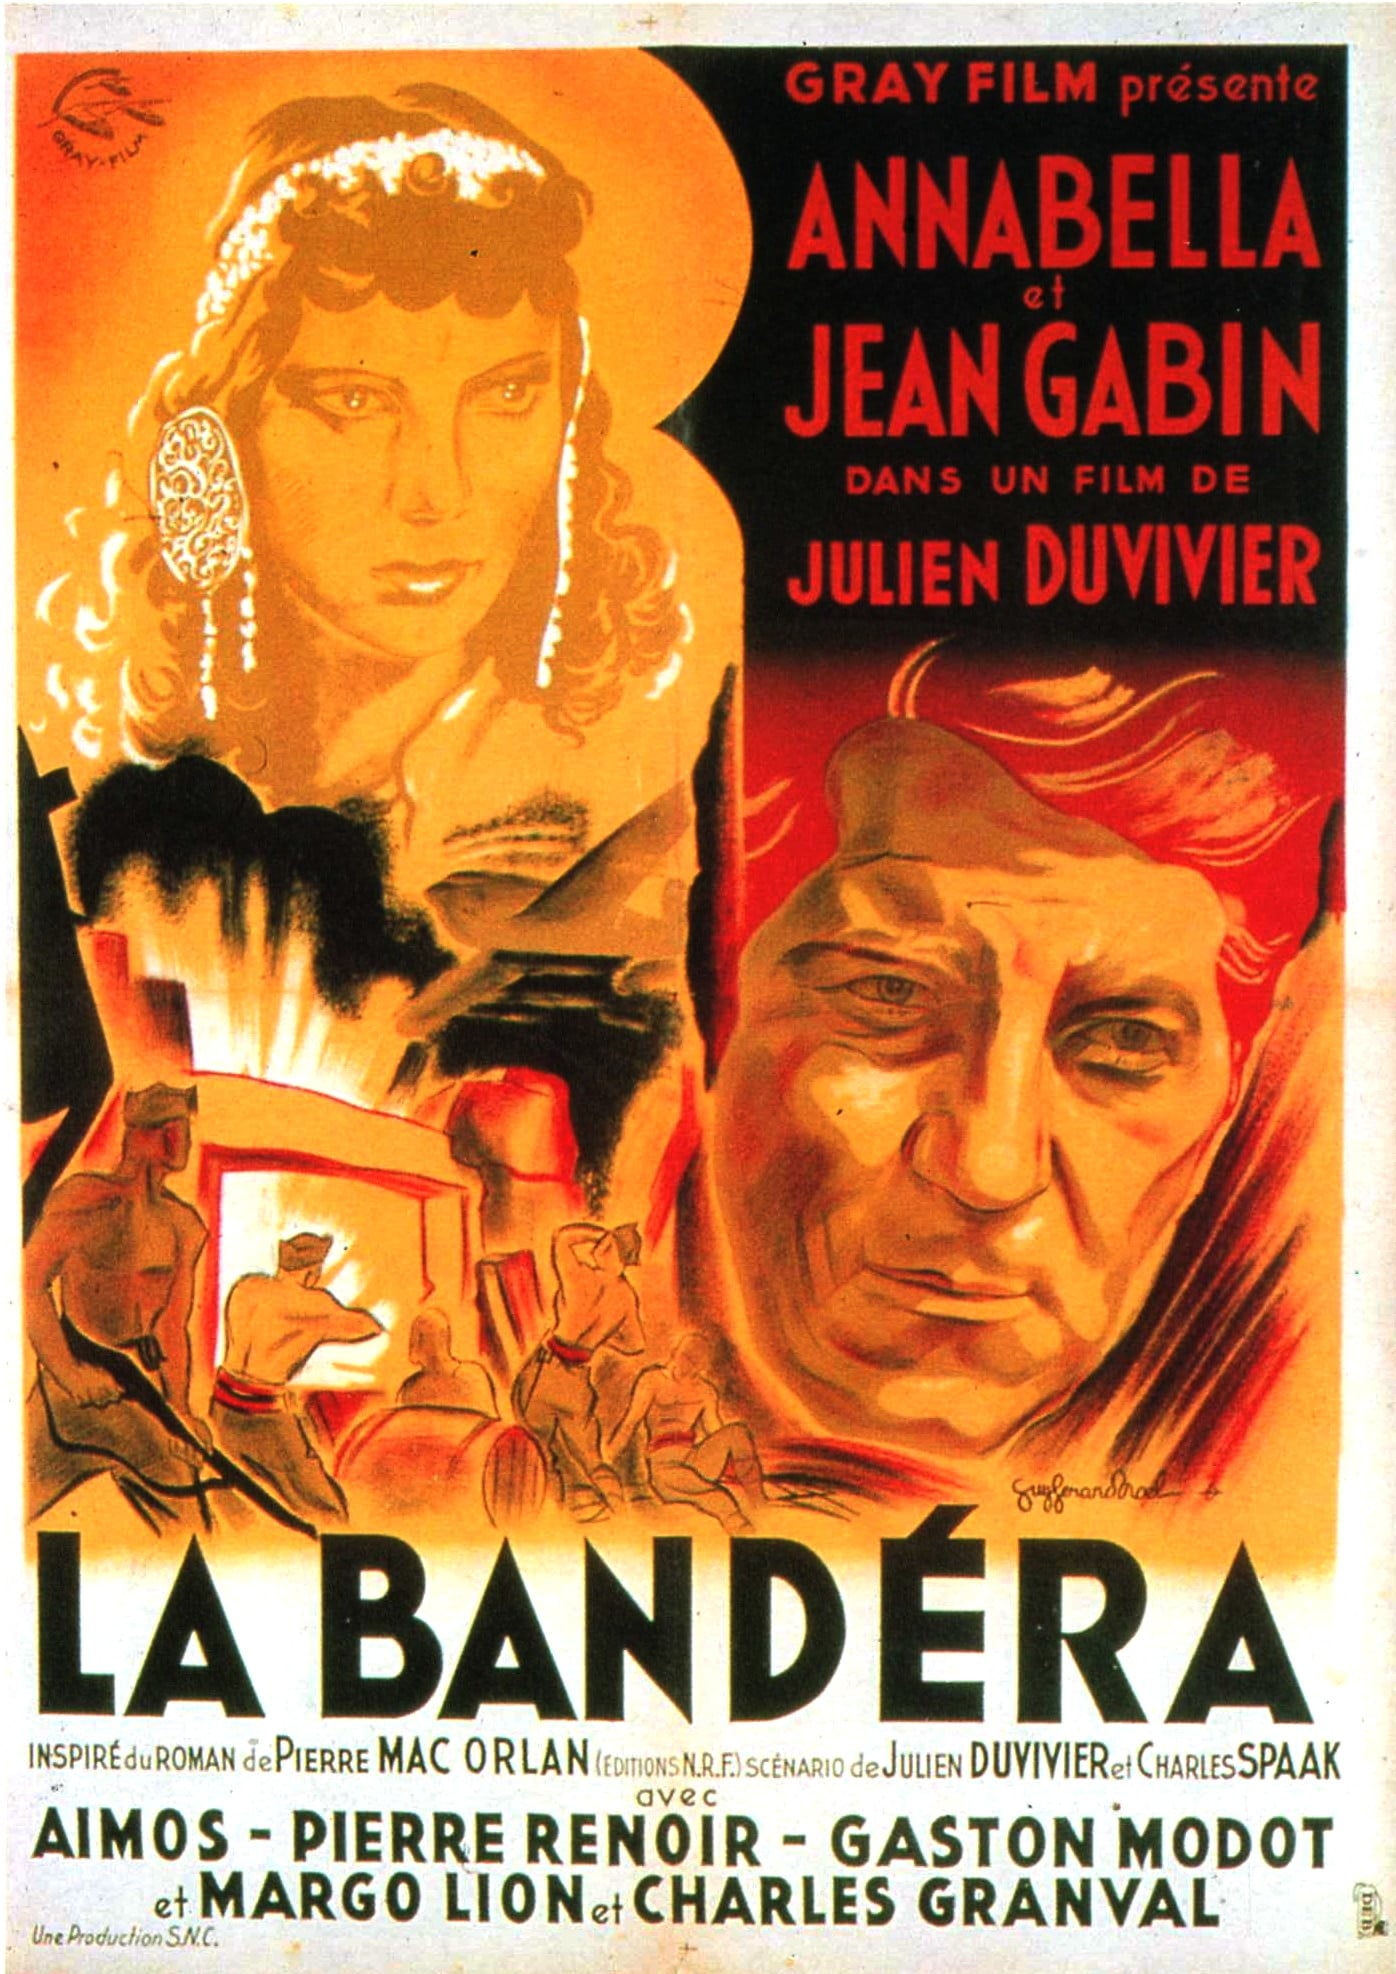 GRAY-FILM
GRAY FILM présente
ANNABELLA
et
JEAN GABIN
DANS UN FILM DE
JULIEN DUVIVIER
LA BANDÉRA
INSPIRÉ du ROMAN de PIERRE MAC ORLAN (EDITIONS N.R.F.) SCÉNARIO de JULIEN DUVIVIER et CHARLES SPAAK
avec
AIMOS - PIERRE RENOIR - GASTON MODOT
et MARGO LION et CHARLES GRANVAL
Une Production S.N.C.